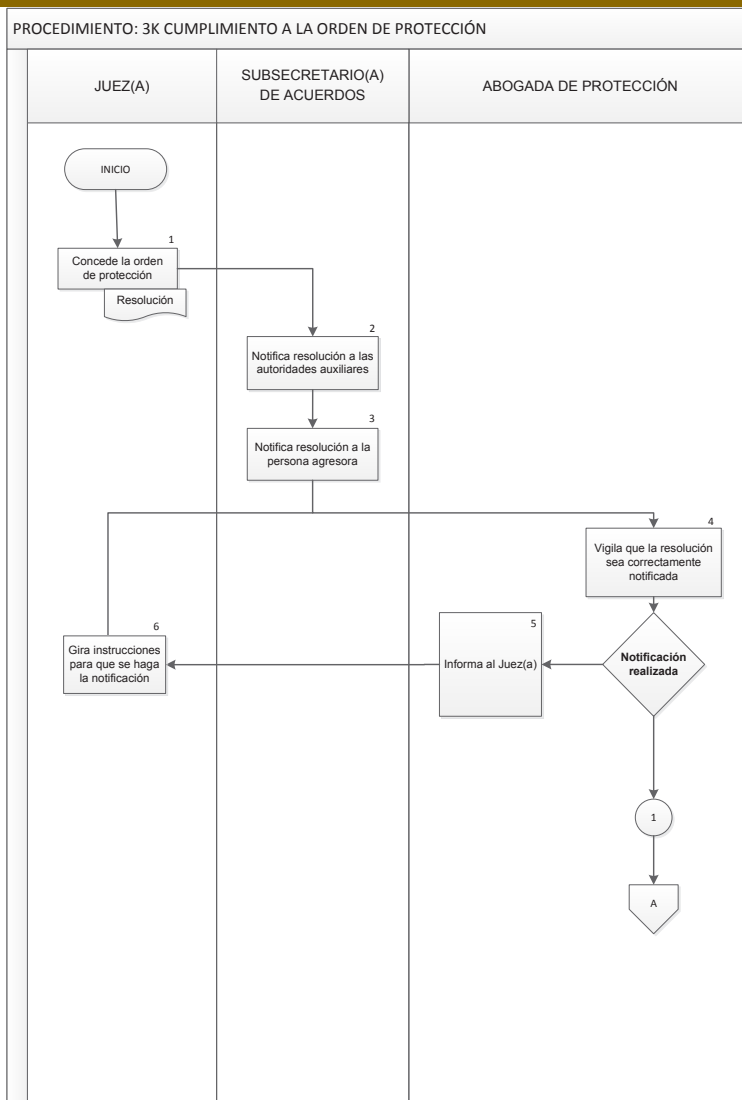 PROCEDIMIENTO: 3K CUMPLIMIENTO A LA ORDEN DE PROTECCIÓN
JUEZ(A)
SUBSECRETARIO(A)
DE ACUERDOS
ABOGADA DE PROTECCIÓN
INICIO
1
Concede la orden
de protección
Resolución
2
Notifica resolución a las
autoridades auxiliares
3
Notifica resolución a la
persona agresora
4
Vigila que la resolución
sea correctamente
notificada
Notificación
realizada
5
Informa al Juez(a)
6
Gira instrucciones
para que se haga
la notificación
1
A